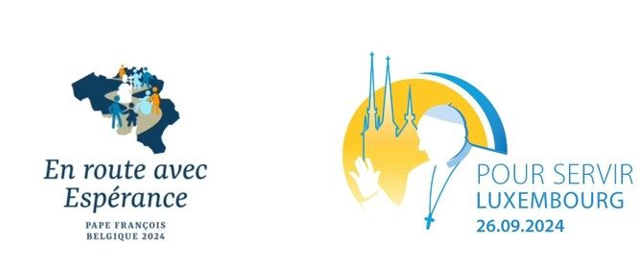 En route avec
Espérance
PAPE FRANÇOIS
BELGIQUE 2024
POUR SERVIR
LUXEMBOURG
26.09.2024